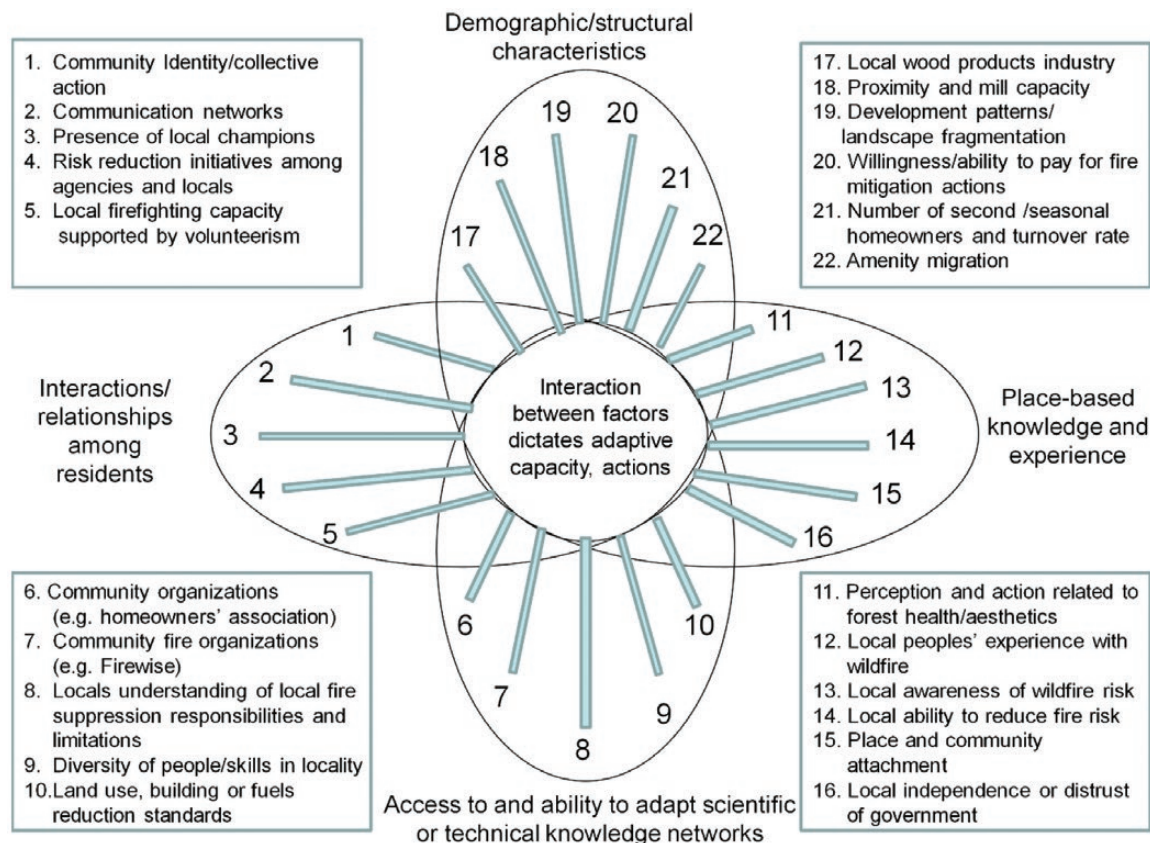 Demographic/structural
characteristics
1. Community Identity/collective
action
2. Communication networks
3. Presence of local champions
4. Risk reduction initiatives among
agencies and locals
5. Local firefighting capacity
supported by volunteerism
17. Local wood products industry
18. Proximity and mill capacity
19. Development patterns/
landscape fragmentation
20. Willingness/ability to pay for fire
mitigation actions
21. Number of second /seasonal
homeowners and turnover rate
22. Amenity migration
19
20
18
21
17
22
1
11
2
12
3
13
4
14
5
15
16
6
10
7
9
8
Interactions/
relationships
among
residents
Interaction
between factors
dictates adaptive
capacity, actions
Place-based
knowledge and
experience
6. Community organizations
(e.g. homeowners’ association)
7. Community fire organizations
(e.g. Firewise)
8. Locals understanding of local fire
suppression responsibilities and
limitations
9. Diversity of people/skills in locality
10.Land use, building or fuels
reduction standards
11. Perception and action related to
forest health/aesthetics
12. Local peoples’ experience with
wildfire
13. Local awareness of wildfire risk
14. Local ability to reduce fire risk
15. Place and community
attachment
16. Local independence or distrust
of government
Access to and ability to adapt scientific
or technical knowledge networks